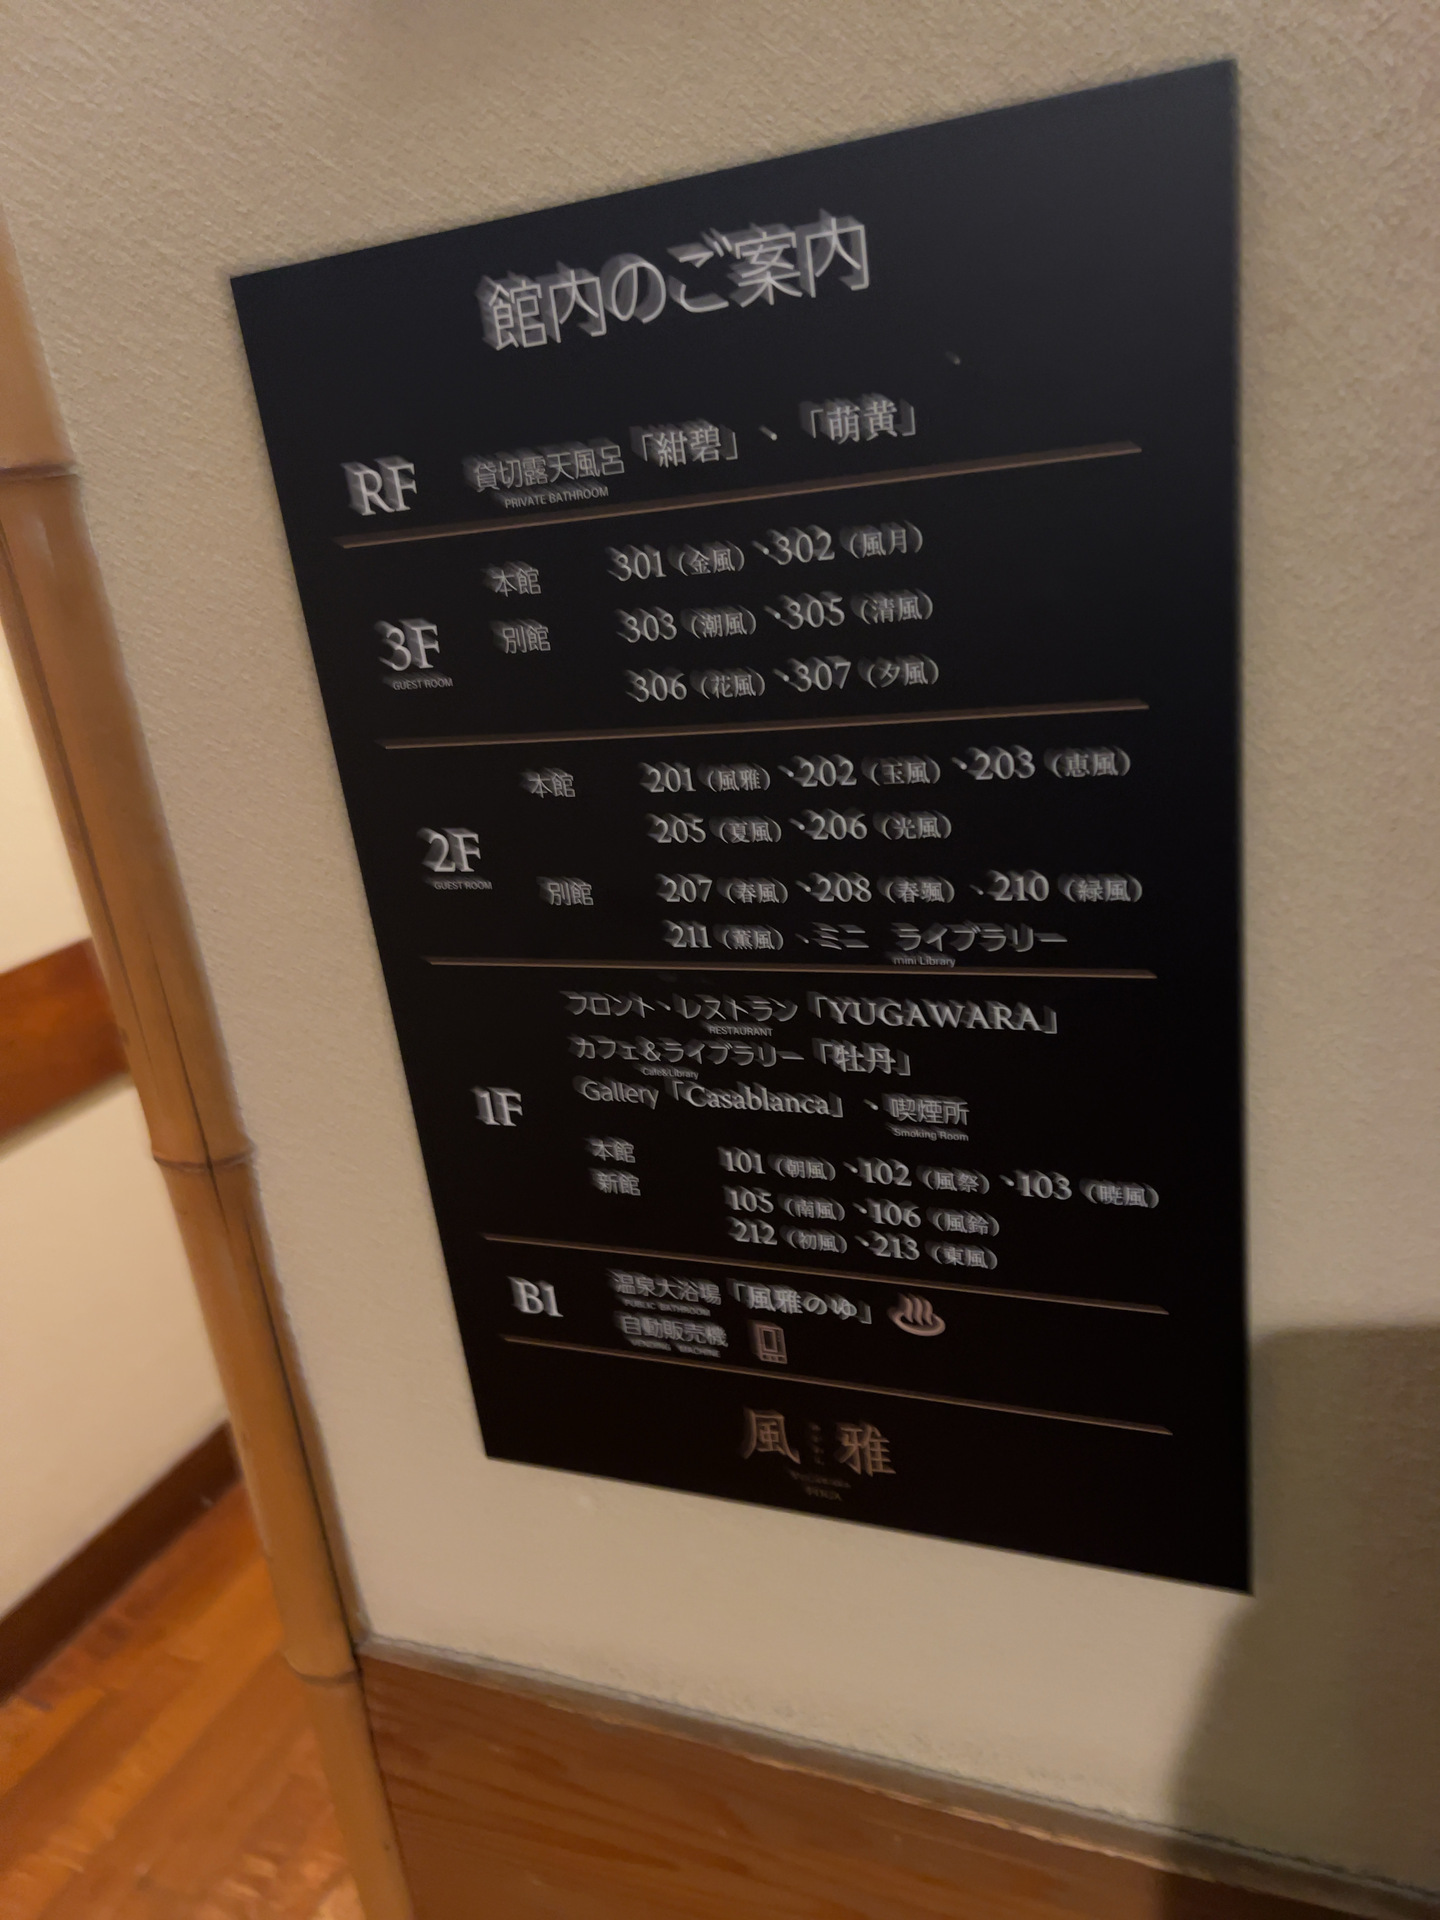 館内のご案内
RF 貸切露天風呂「紺碧」、「萌黄」
PRIVATE BATHROOM
本館 301（金風）、302（風月）
3F 別館 303（潮風）、305（清風）
GUEST ROOM 306（花風）、307（夕風）
本館 201（風雅）、202（玉風）、203（恵風）
205（夏風）、206（光風）
2F
GUEST ROOM
別館 207（春風）、208（春颯）、210（緑風）
211（薫風）、ミニ ライブラリー
mini Library
フロント・レストラン「YUGAWARA」
RESTAURANT
カフェ&ライブラリー「牡丹」
Cafe&Library
1F Gallery「Casablanca」、喫煙所
Smoking Room
本館 101（朝風）、102（風祭）、103（暁風）
新館 105（南風）、106（風鈴）
212（初風）、213（東風）
B1 温泉大浴場「風雅のゆ」
PUBLIC BATHROOM
自動販売機
VENDING MACHINE
風雅